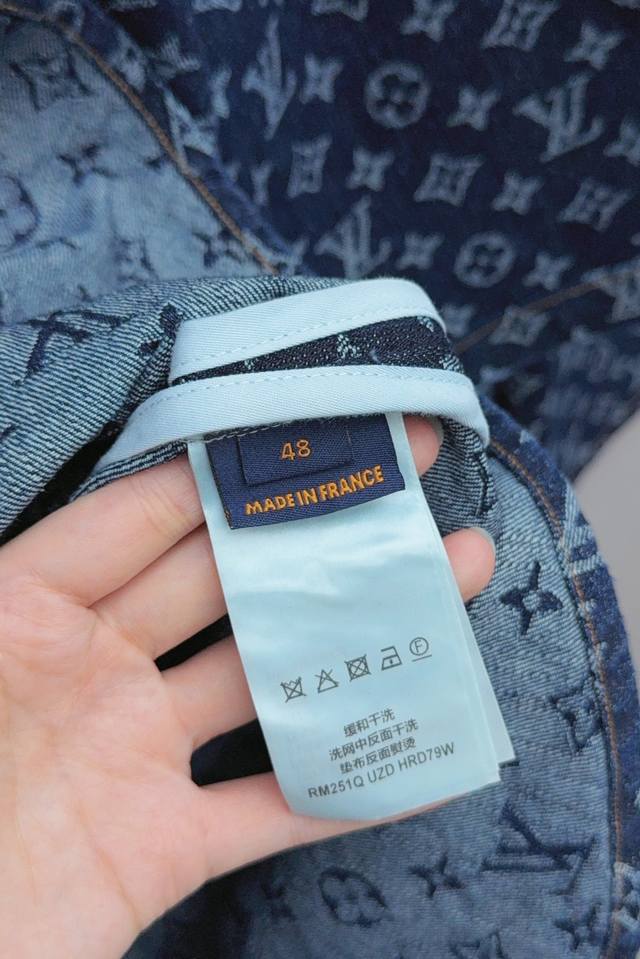 48
MADE IN FRANCE
缓和干洗
洗网中反面干洗
垫布反面熨烫
RM251Q UZD HRD79W